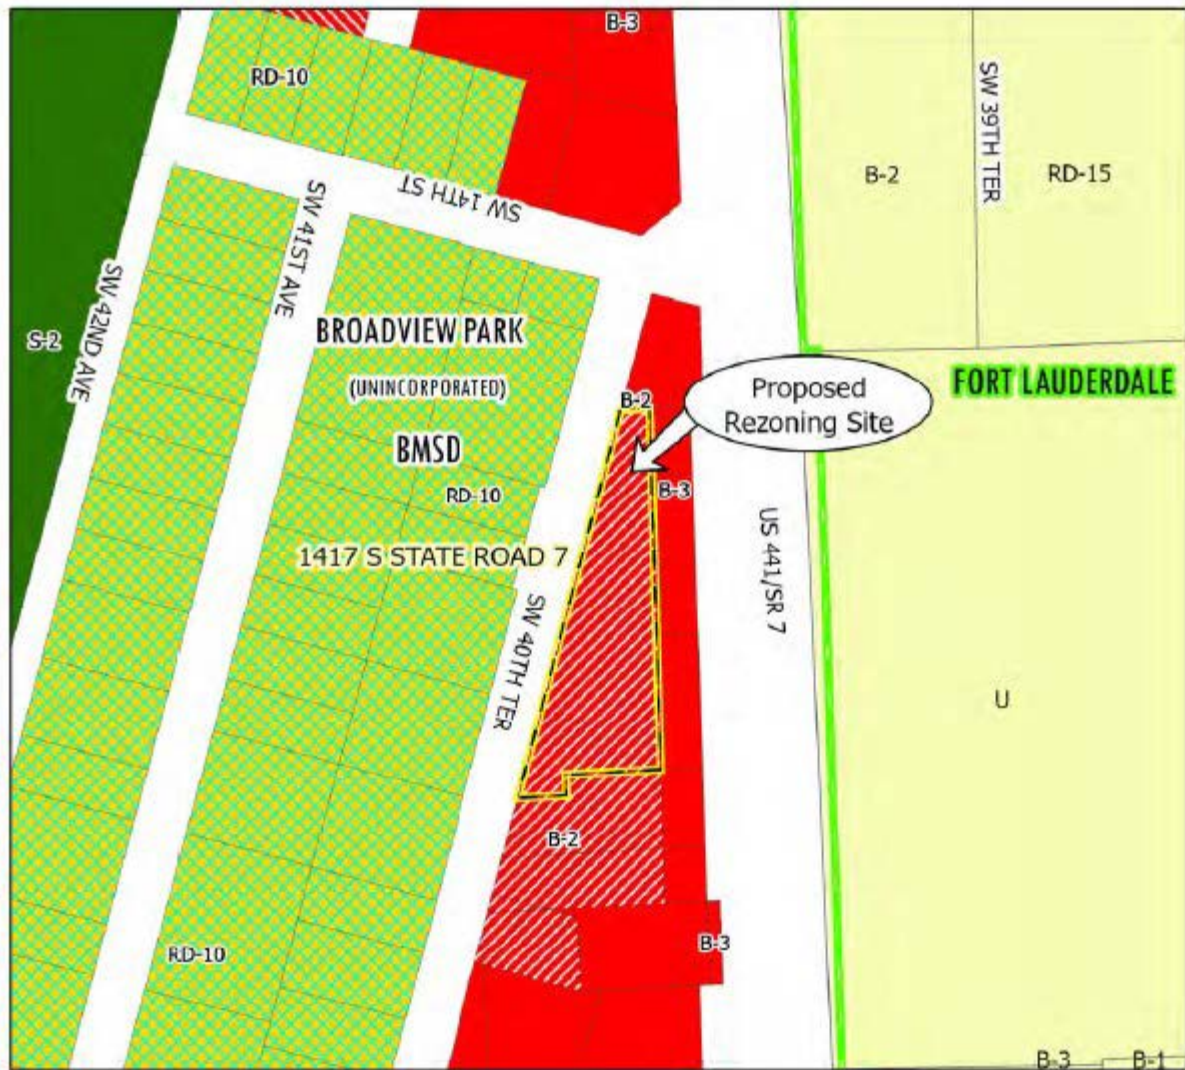 B-3
RD-10
SW 39TH TER
B-2
RD-15
SW 14TH ST
SW 41ST AVE
SW 42ND AVE
S-2
BROADVIEW PARK
(UNINCORPORATED)
BMSD
RD-10
Proposed
Rezoning Site
FORT LAUDERDALE
B-2
B-3
1417 S STATE ROAD 7
US 441/SR 7
SW 40TH TER
U
B-2
RD-10
B-3
B-3
B-1